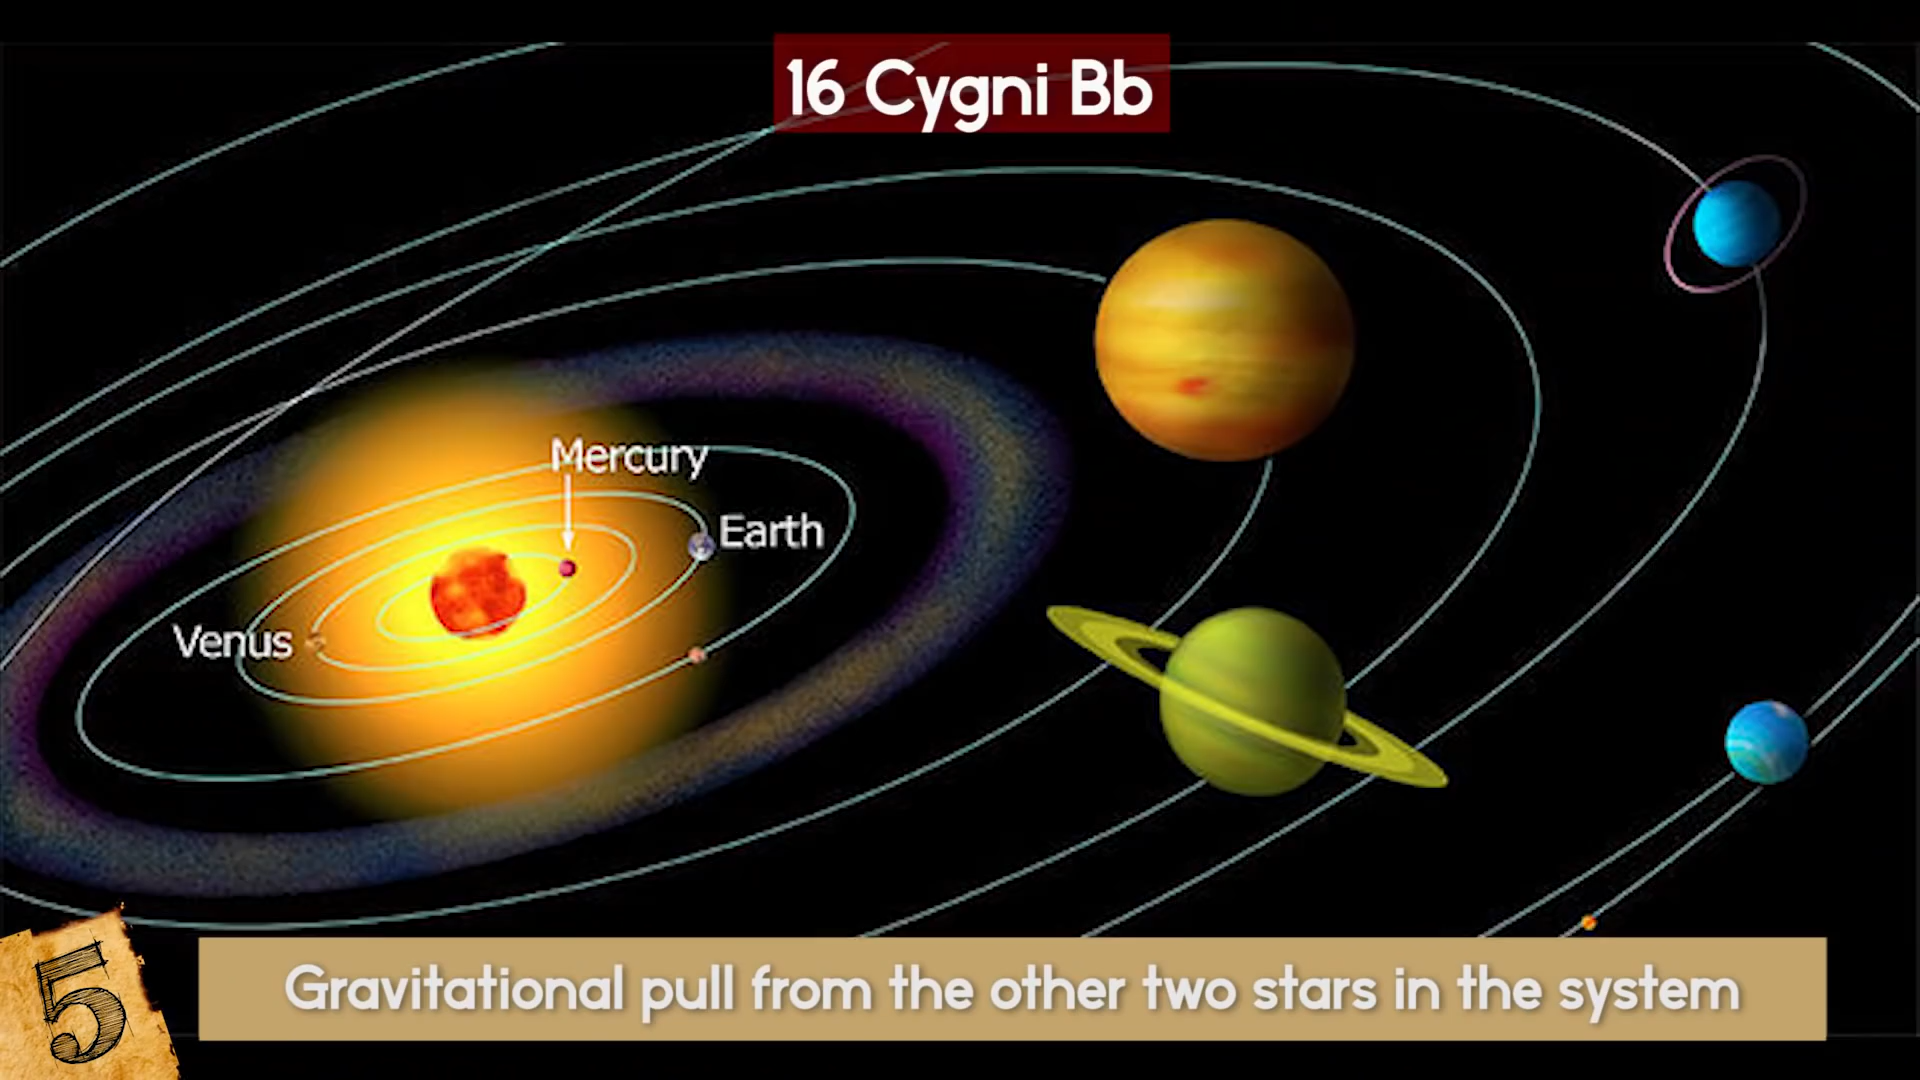 16 Cygni Bb
Mercury
Earth
Venus
5
Gravitational pull from the other two stars in the system